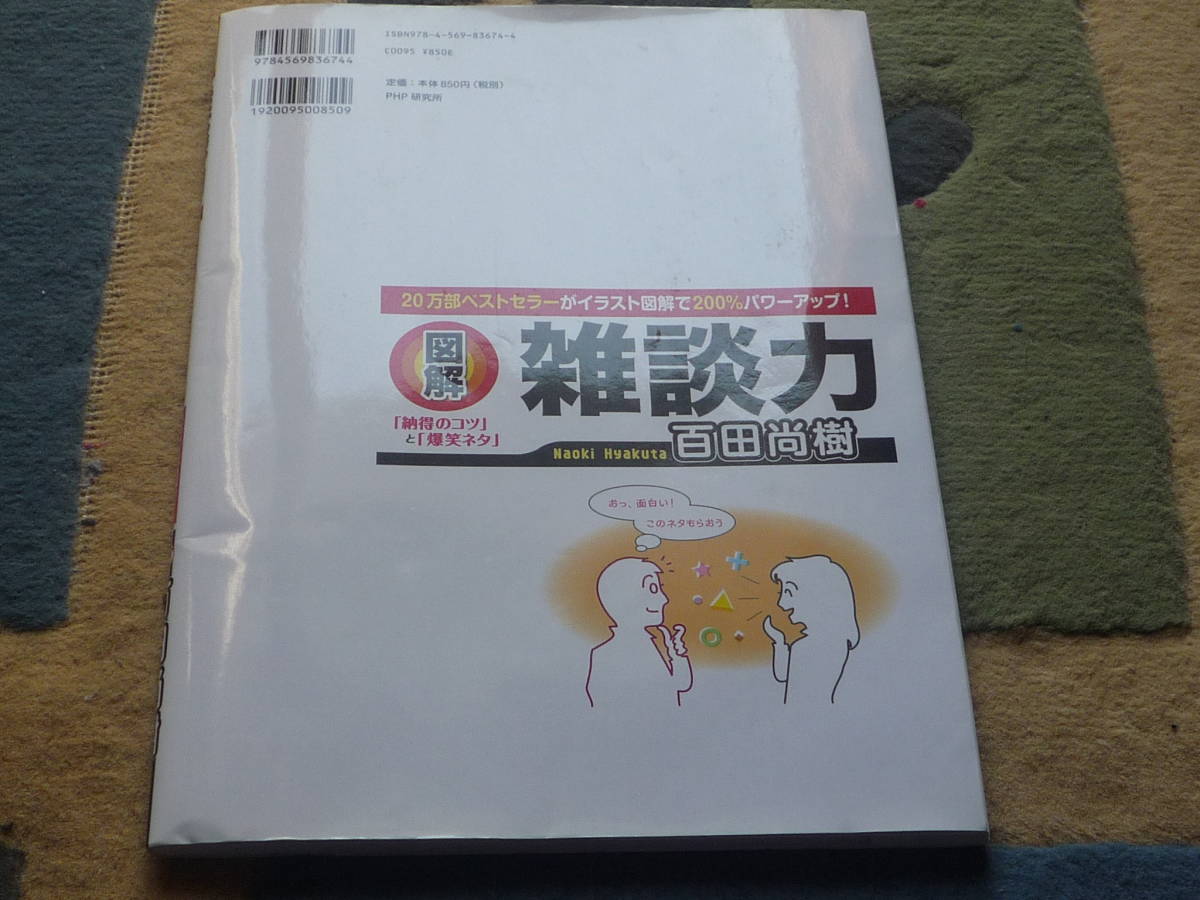 ISBN978-4-569-83674-4
C0095 ¥850E
9784569836744
定価：本体850円（税別）
PHP研究所
1920095008509
20万部ベストセラーがイラスト図解で200%パワーアップ！
図解
雑談力
「納得のコツ」
と「爆笑ネタ」
Naoki Hyakuta 百田尚樹
おっ、面白い！
このネタもらおう